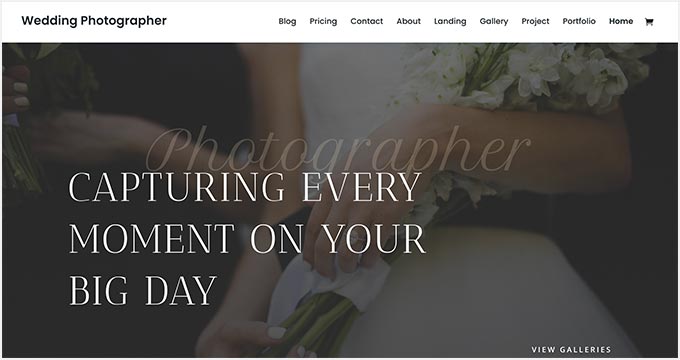 Wedding Photographer
Blog Pricing Contact About Landing Gallery Project Portfolio Home
Photographer
CAPTURING EVERY
MOMENT ON YOUR
BIG DAY
VIEW GALLERIES